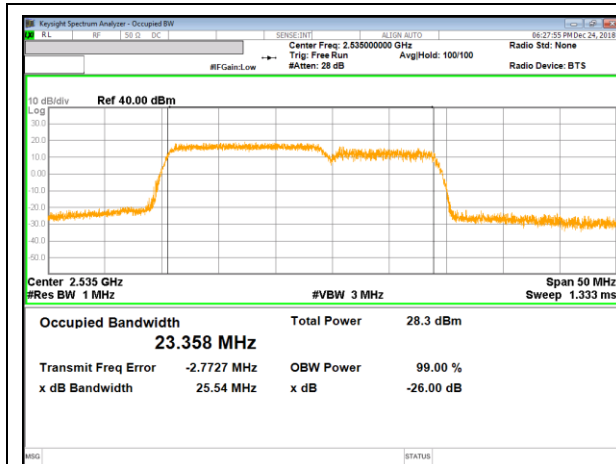 Keysight Spectrum Analyzer - Occupied BW
RL RF 50 Ω DC SENSE:INT ALIGN AUTO 06:27:55 PM Dec 24, 2018
Center Freq: 2.535000000 GHz Radio Std: None
Trig: Free Run Avg|Hold: 100/100
#IFGain:Low #Atten: 28 dB Radio Device: BTS
10 dB/div Ref 40.00 dBm
Log
30.0
20.0
10.0
0.00
-10.0
-20.0
-30.0
-40.0
-50.0
Center 2.535 GHz Span 50 MHz
#Res BW 1 MHz #VBW 3 MHz Sweep 1.333 ms
Occupied Bandwidth Total Power 28.3 dBm
23.358 MHz
Transmit Freq Error -2.7727 MHz OBW Power 99.00 %
x dB Bandwidth 25.54 MHz x dB -26.00 dB
MSG STATUS